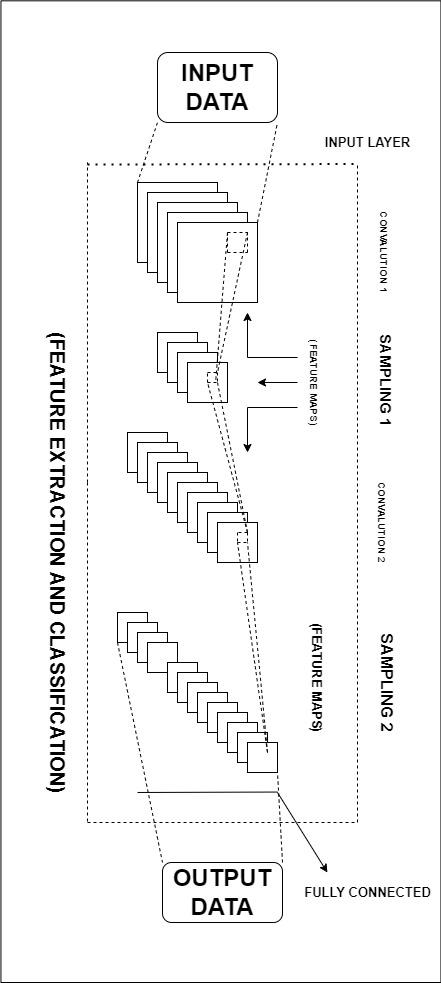 INPUT
DATA
INPUT LAYER
CONVALUTION 1
SAMPLING 1
(FEATURE MAPS)
(FEATURE EXTRACTION AND CLASSIFICATION)
CONVALUTION 2
SAMPLING 2
(FEATURE MAPS)
OUTPUT
DATA
FULLY CONNECTED